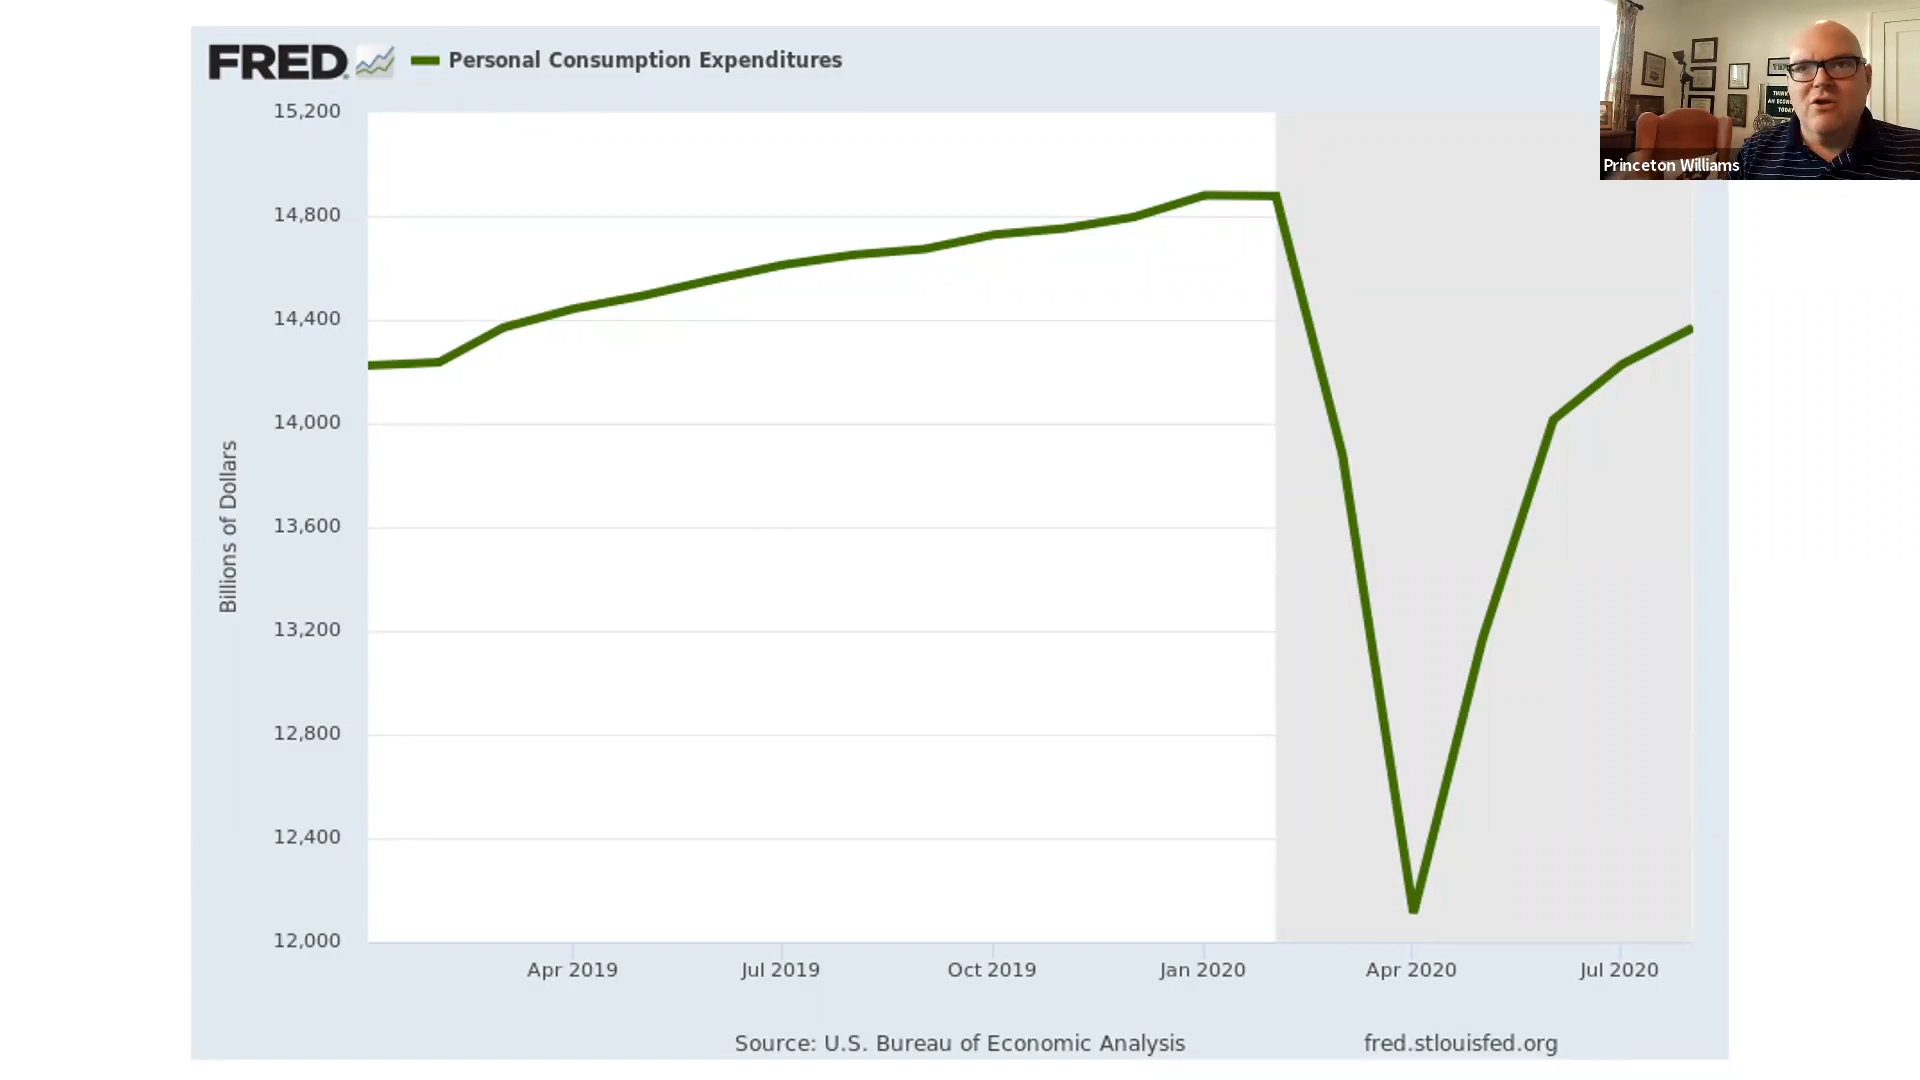 FRED
Personal Consumption Expenditures
15,200
14,800
14,400
14,000
13,600
13,200
12,800
12,400
12,000
Billions of Dollars
Apr 2019
Jul 2019
Oct 2019
Jan 2020
Apr 2020
Jul 2020
Source: U.S. Bureau of Economic Analysis
fred.stlouisfed.org
THINK
TODAY
Princeton Williams